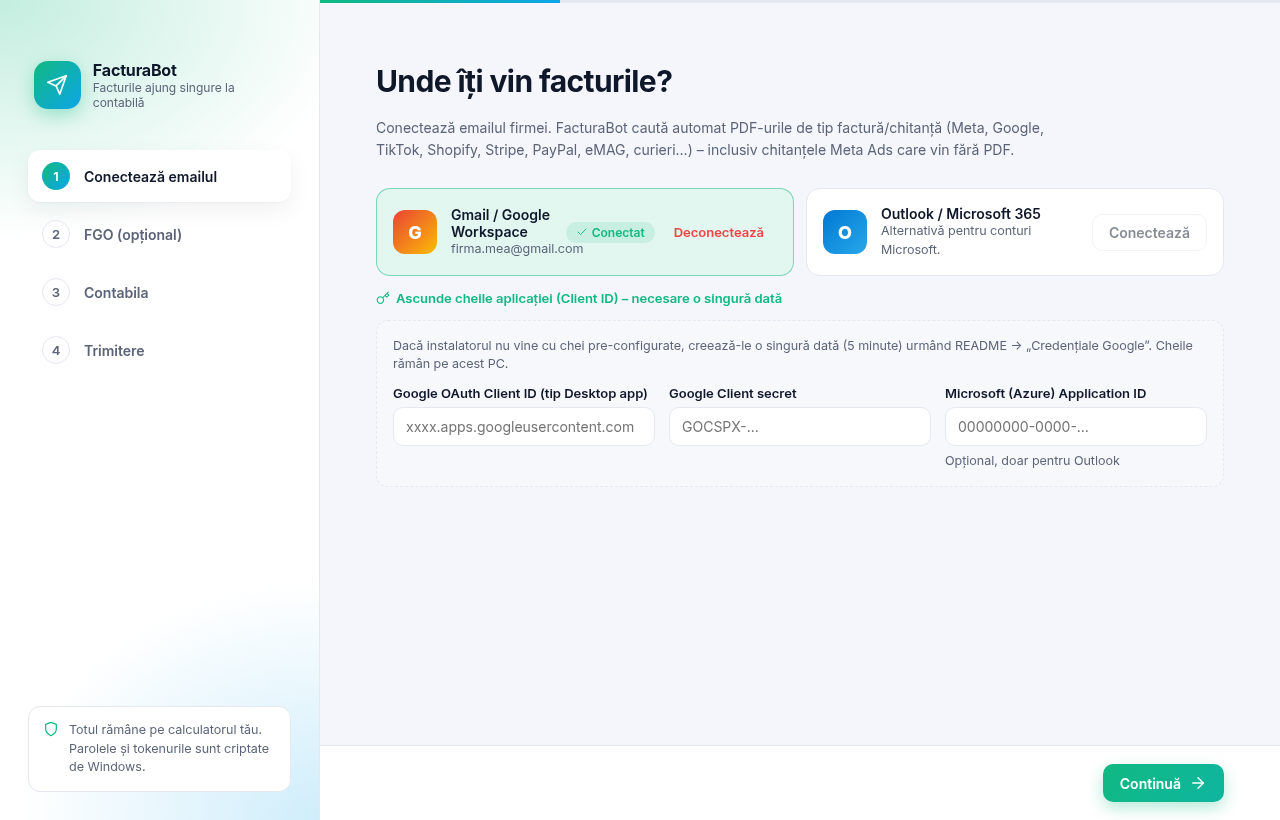 FacturaBot
Facturile ajung singure la
contabilă
1 Conectează emailul
2 FGO (opțional)
3 Contabila
4 Trimitere
Totul rămâne pe calculatorul tău.
Parolele și tokenurile sunt criptate
de Windows.
Unde îți vin facturile?
Conectează emailul firmei. FacturaBot caută automat PDF-urile de tip factură/chitanță (Meta, Google,
TikTok, Shopify, Stripe, PayPal, eMAG, curieri...) – inclusiv chitanțele Meta Ads care vin fără PDF.
G
Gmail / Google
Workspace
firma.mea@gmail.com
Conectat
Deconectează
O
Outlook / Microsoft 365
Alternativă pentru conturi
Microsoft.
Conectează
Ascunde cheile aplicației (Client ID) – necesare o singură dată
Dacă instalatorul nu vine cu chei pre-configurate, creează-le o singură dată (5 minute) urmând README → „Credențiale Google”. Cheile
rămân pe acest PC.
Google OAuth Client ID (tip Desktop app)
xxxx.apps.googleusercontent.com
Google Client secret
GOCSPX-...
Microsoft (Azure) Application ID
00000000-0000-...
Opțional, doar pentru Outlook
Continuă →